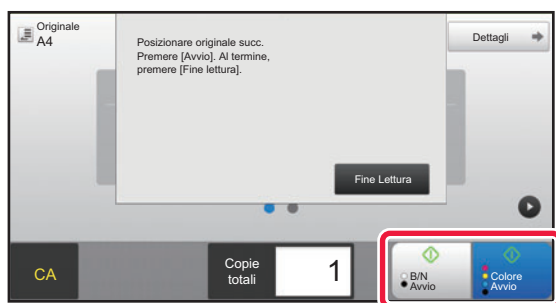 Originale
A4
Posizionare originale succ.
Premere [Avvio]. Al termine,
premere [Fine lettura].
Dettagli
Fine Lettura
CA
Copie
totali
1
B/N
Avvio
Colore
Avvio